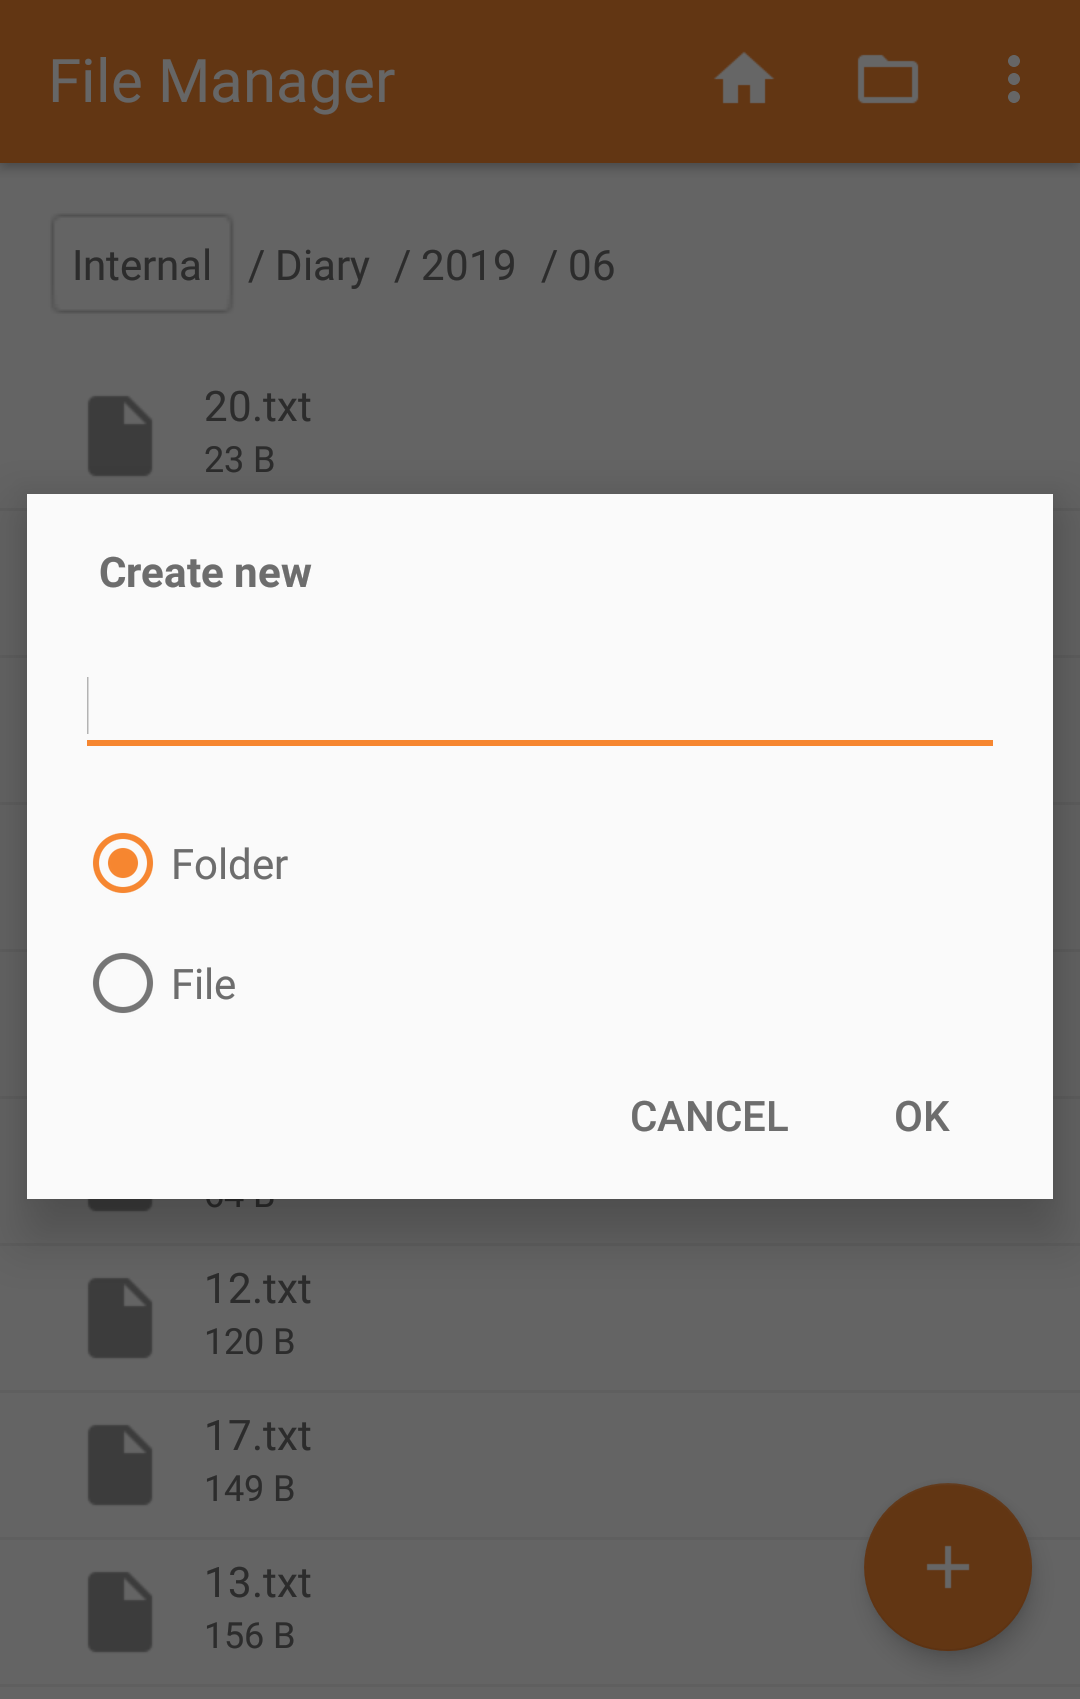 File Manager
Internal / Diary / 2019 / 06
20.txt
23 B
Create new
Folder
File
CANCEL OK
12.txt
120 B
17.txt
149 B
13.txt
156 B